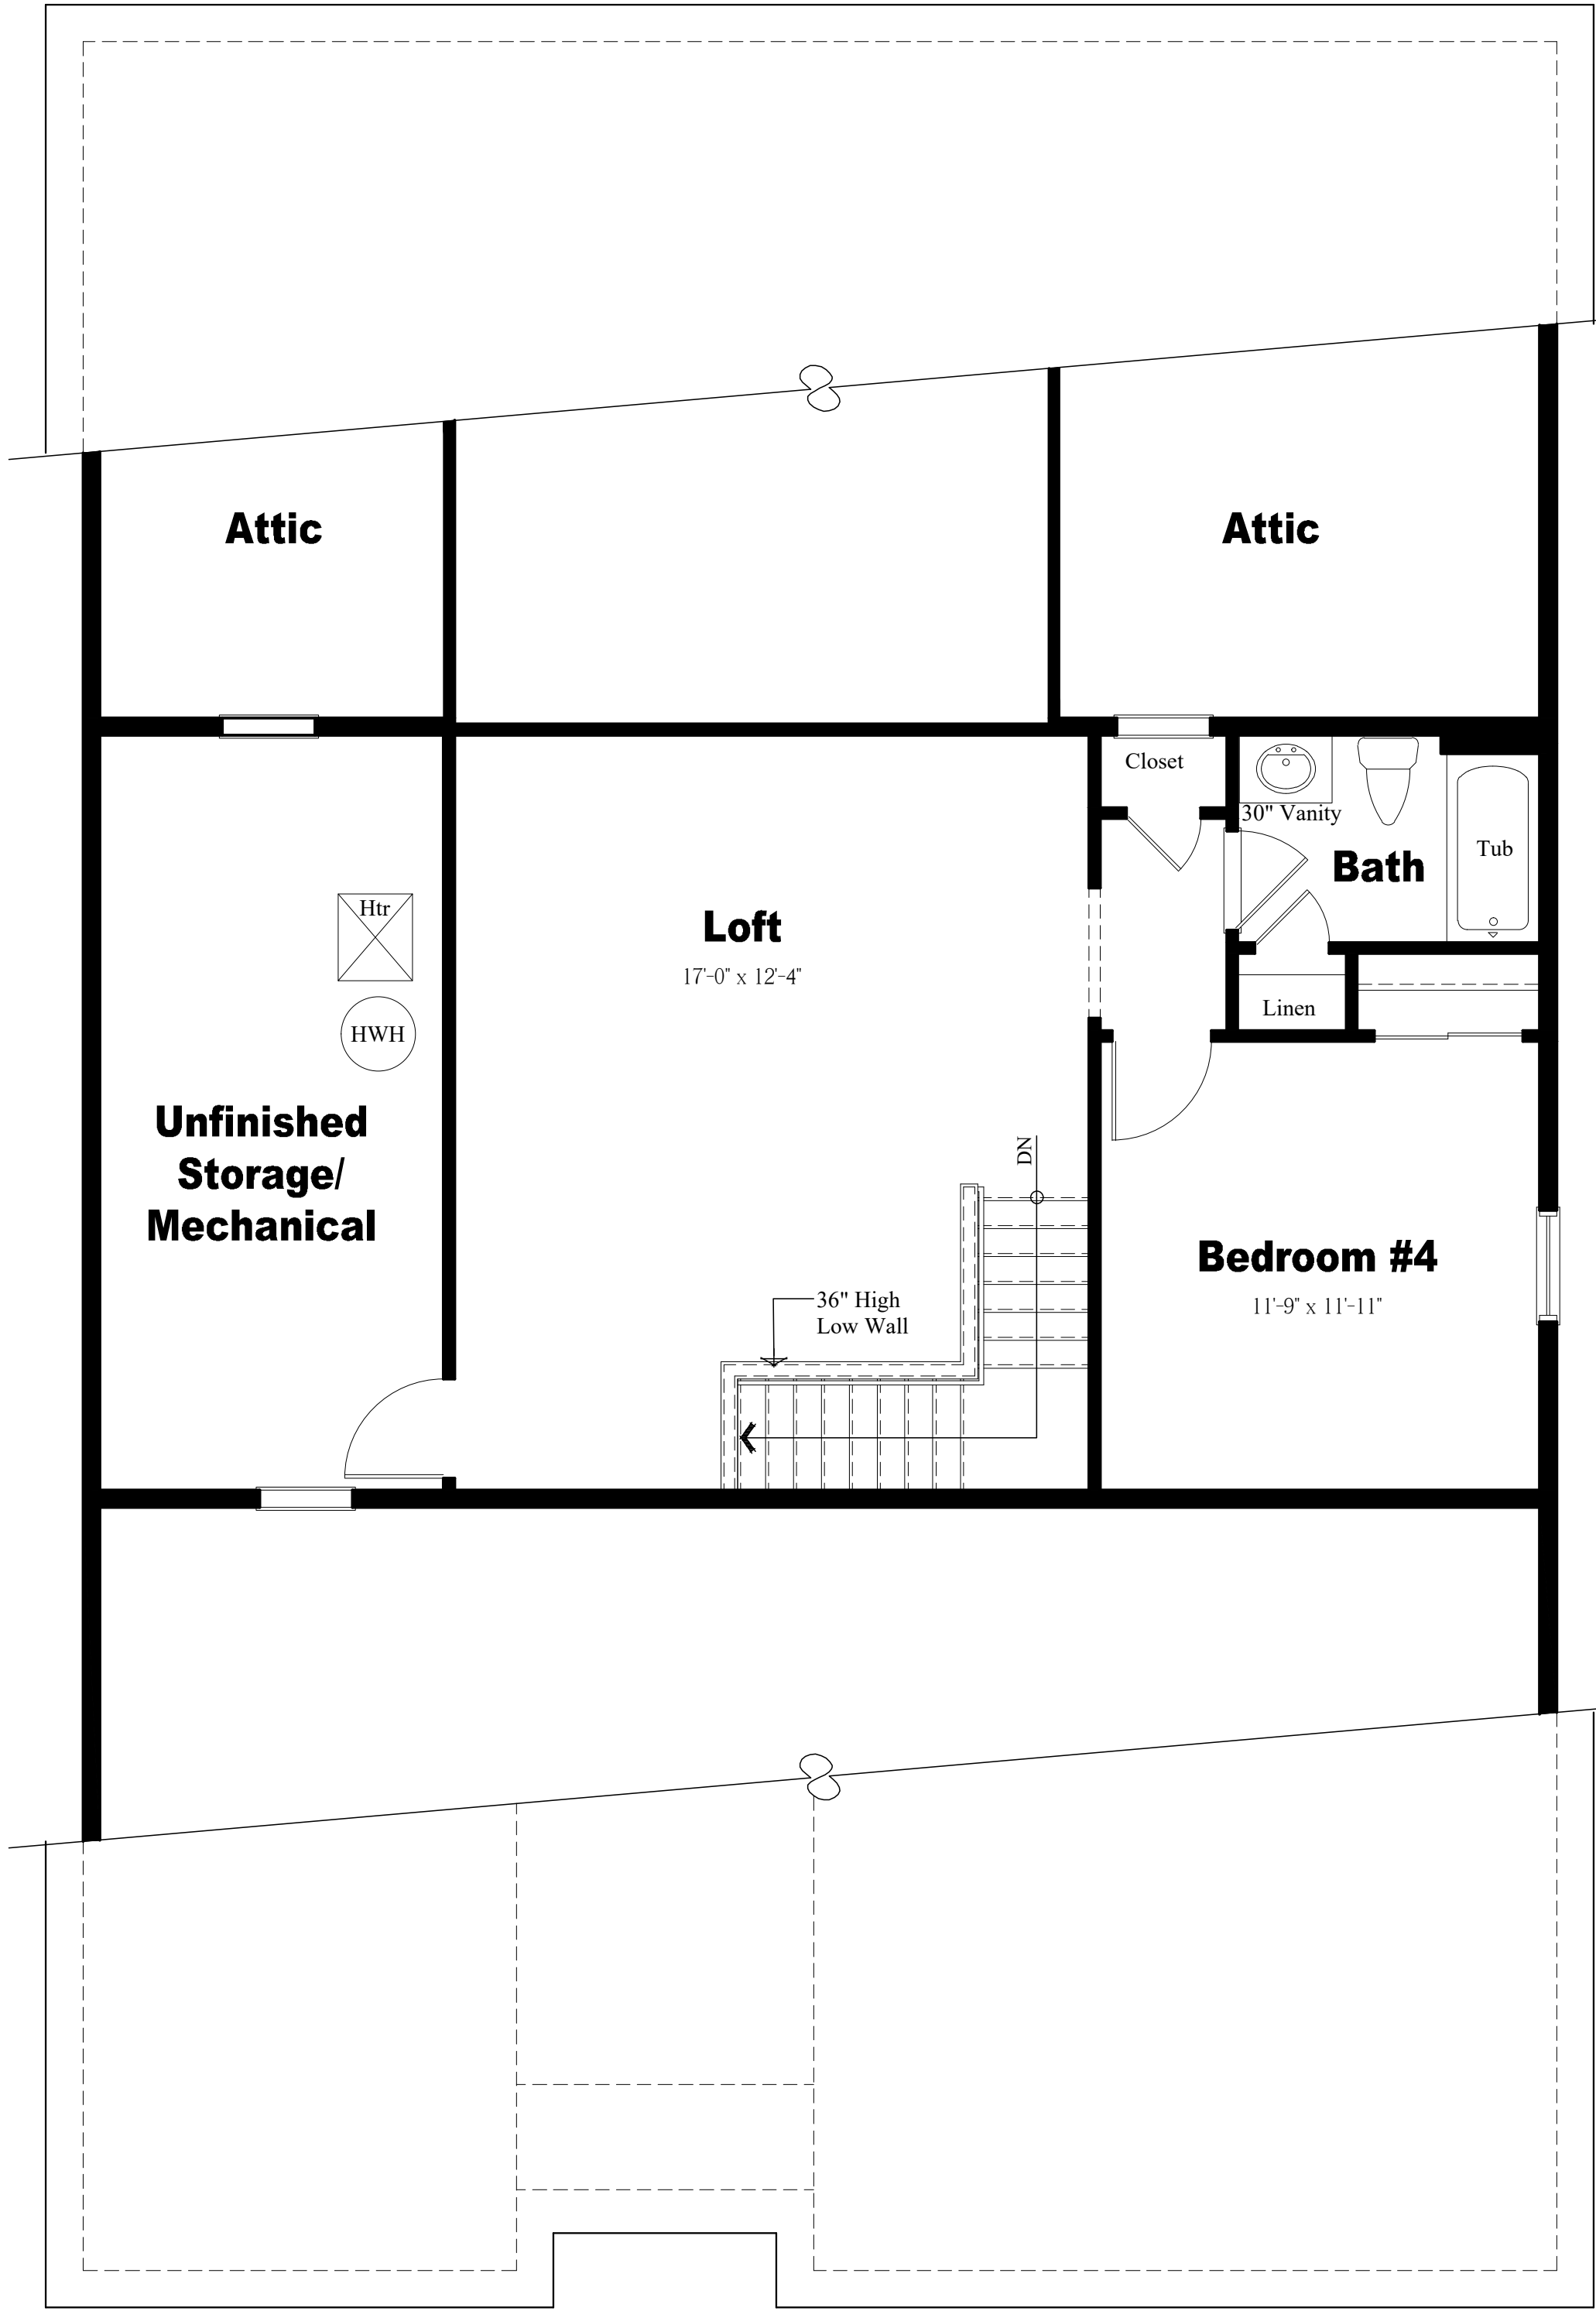 Attic
Attic
Closet
30" Vanity
Bath
Tub
Htr
Loft
17'-0" x 12'-4"
Linen
HWH
Unfinished
Storage/
Mechanical
DN
Bedroom #4
11'-9" x 11'-11"
36" High
Low Wall